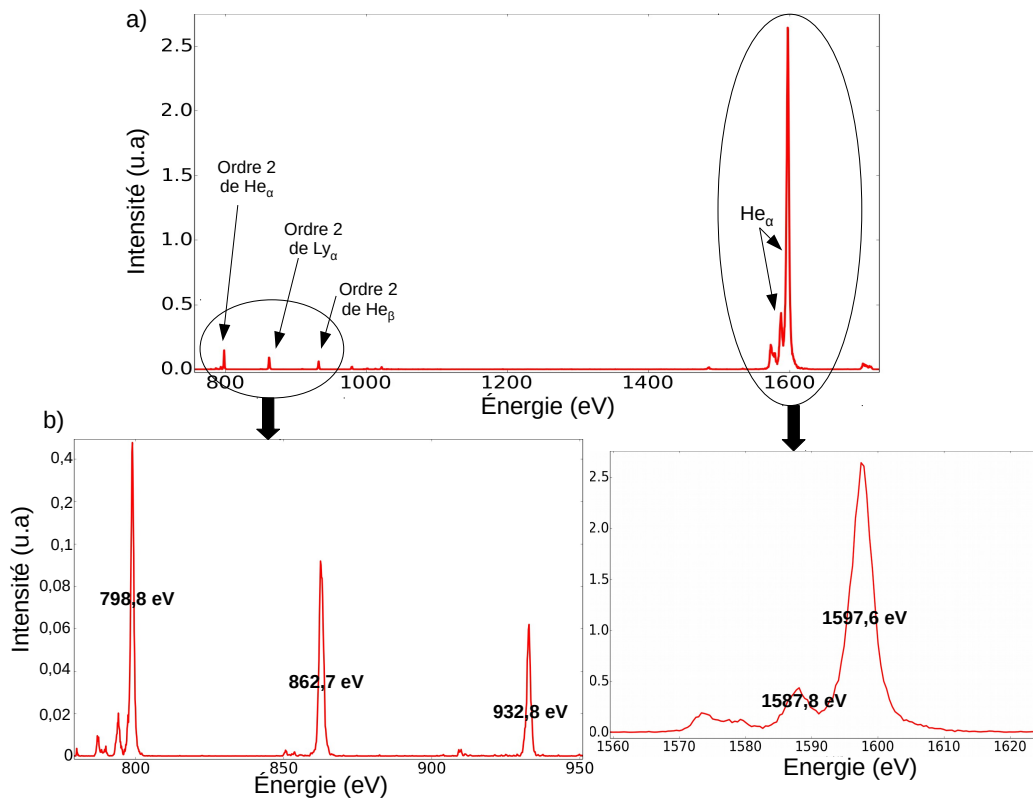 a)
Intensité (u.a)
2.5
2.0
1.5
1.0
0.5
0.0
Ordre 2
de Heα
Ordre 2
de Lyα
Ordre 2
de Heβ
Heα
800
1000
1200
1400
1600
Énergie (eV)
b)
Intensité (u.a)
0,4
0,2
0,1
0,08
0,06
0,04
0,02
0
798,8 eV
862,7 eV
932,8 eV
800
850
900
950
Énergie (eV)
2.5
2.0
1.5
1.0
0.5
0.0
1597,6 eV
1587,8 eV
1560
1570
1580
1590
1600
1610
1620
Energie (eV)